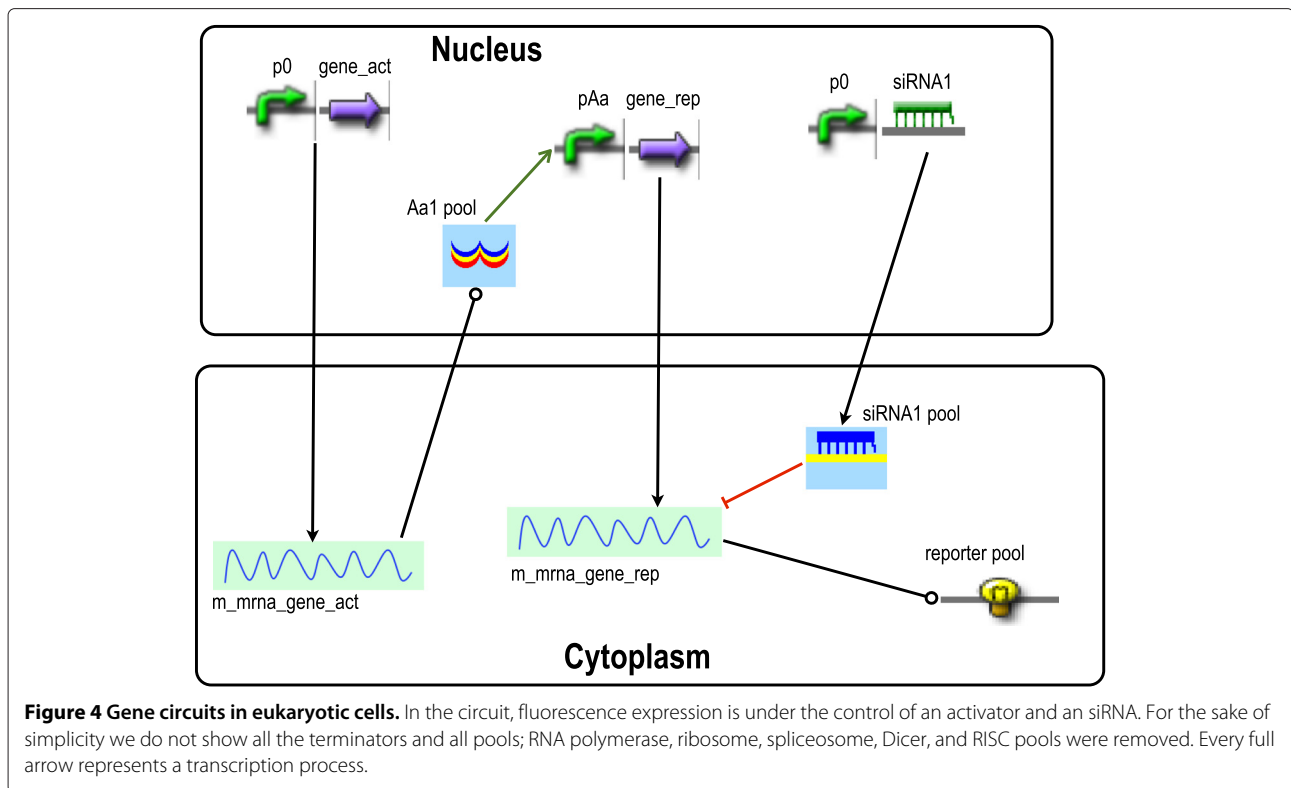 Nucleus
p0
gene_act
pAa
gene_rep
p0
siRNA1
Aa1 pool
siRNA1 pool
reporter pool
m_mrna_gene_rep
m_mrna_gene_act
Cytoplasm
Figure 4 Gene circuits in eukaryotic cells. In the circuit, fluorescence expression is under the control of an activator and an siRNA. For the sake of
simplicity we do not show all the terminators and all pools; RNA polymerase, ribosome, spliceosome, Dicer, and RISC pools were removed. Every full
arrow represents a transcription process.